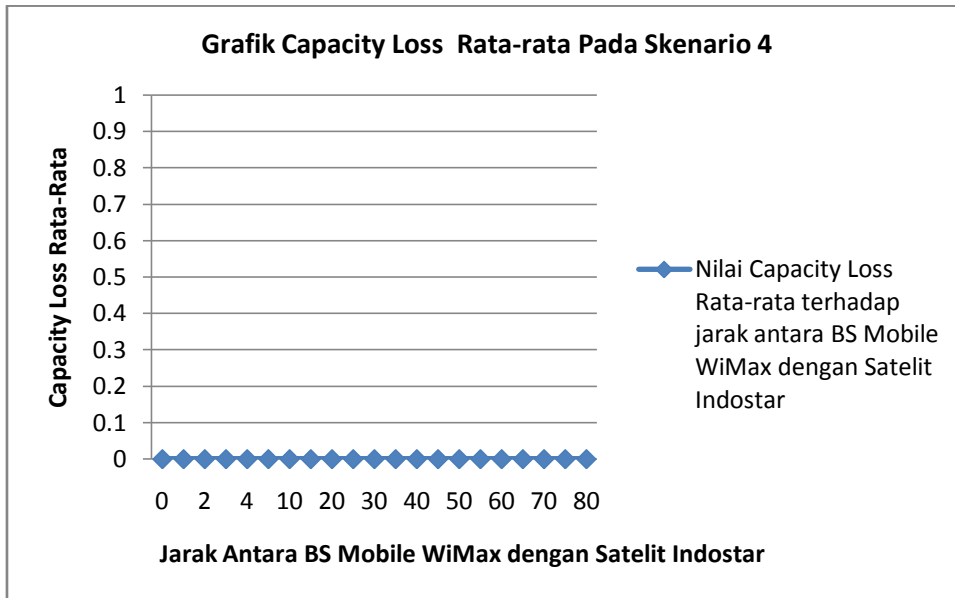 Grafik Capacity Loss  Rata-rata Pada Skenario 4
Capacity Loss Rata-Rata
1
0.9
0.8
0.7
0.6
0.5
0.4
0.3
0.2
0.1
0
0 2 4 10 20 30 40 50 60 70 80
Jarak Antara BS Mobile WiMax dengan Satelit Indostar
Nilai Capacity Loss
Rata-rata terhadap
jarak antara BS Mobile
WiMax dengan Satelit
Indostar